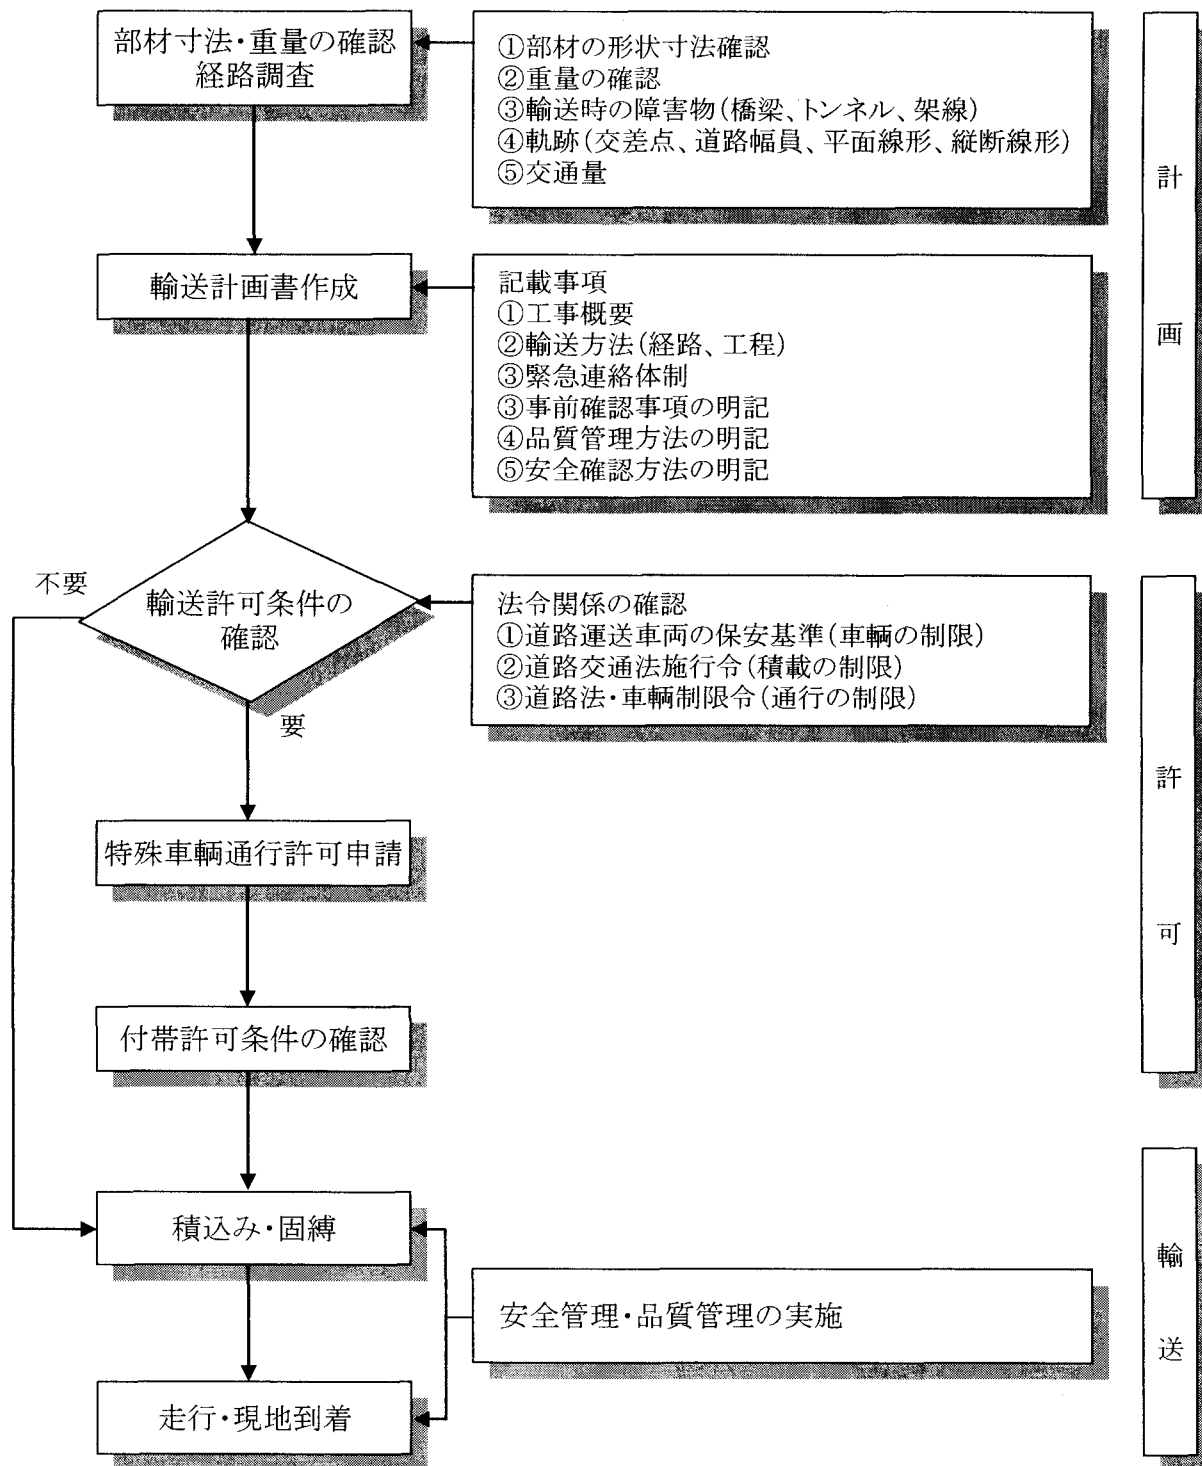 部材寸法・重量の確認
経路調査
①部材の形状寸法確認
②重量の確認
③輸送時の障害物(橋梁、トンネル、架線)
④軌跡(交差点、道路幅員、平面線形、縦断線形)
⑤交通量
計画
輸送計画書作成
記載事項
①工事概要
②輸送方法(経路、工程)
③緊急連絡体制
③事前確認事項の明記
④品質管理方法の明記
⑤安全確認方法の明記
不要
輸送許可条件の
確認
要
法令関係の確認
①道路運送車両の保安基準(車輌の制限)
②道路交通法施行令(積載の制限)
③道路法・車輌制限令(通行の制限)
許可
特殊車輌通行許可申請
付帯許可条件の確認
積込み・固縛
安全管理・品質管理の実施
輸送
走行・現地到着